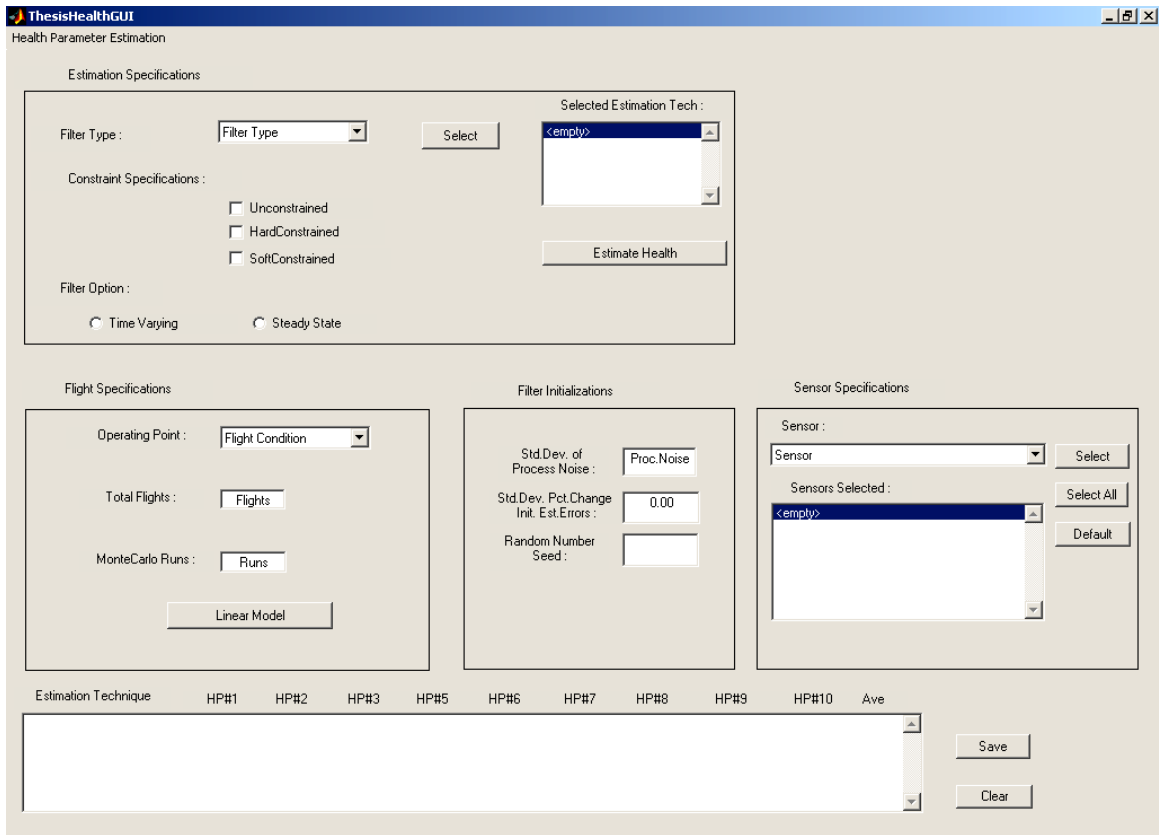 ThesisHealthGUI
Health Parameter Estimation
Estimation Specifications
Selected Estimation Tech :
Filter Type :
Filter Type
Select
<empty>
Constraint Specifications :
Unconstrained
HardConstrained
SoftConstrained
Estimate Health
Filter Option :
Time Varying
Steady State
Flight Specifications
Operating Point :
Flight Condition
Total Flights :
Flights
MonteCarlo Runs :
Runs
Linear Model
Filter Initializations
Std.Dev. of
Process Noise :
Proc.Noise
Std.Dev. Pct.Change
Init. Est.Errors :
0.00
Random Number
Seed :
Sensor Specifications
Sensor :
Sensor
Select
Sensors Selected :
Select All
<empty>
Default
Estimation Technique HP#1 HP#2 HP#3 HP#5 HP#6 HP#7 HP#8 HP#9 HP#10 Ave
Save
Clear